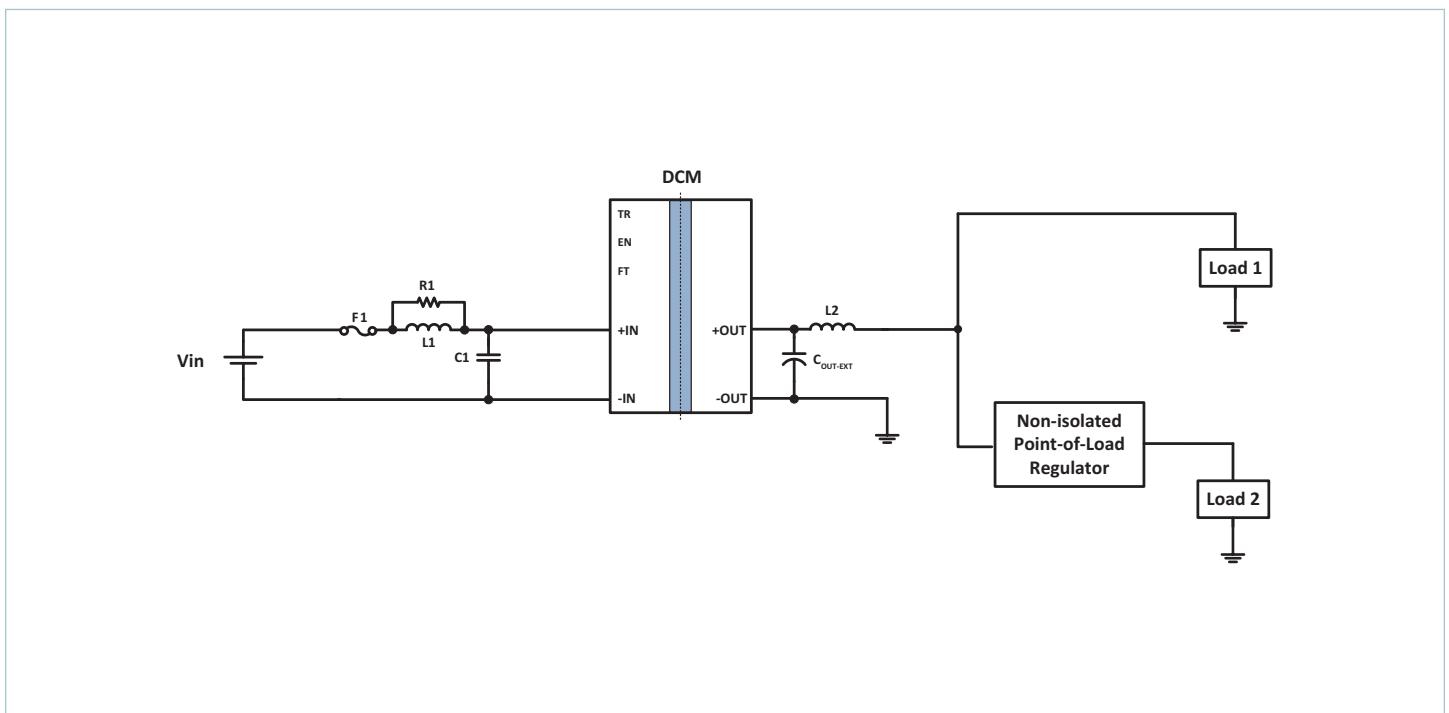 DCM
TR
EN
FT
R1
F1
L1
+IN
C1
Vin
-IN
+OUT
L2
COUT-EXT
-OUT
Load 1
Non-isolated
Point-of-Load
Regulator
Load 2